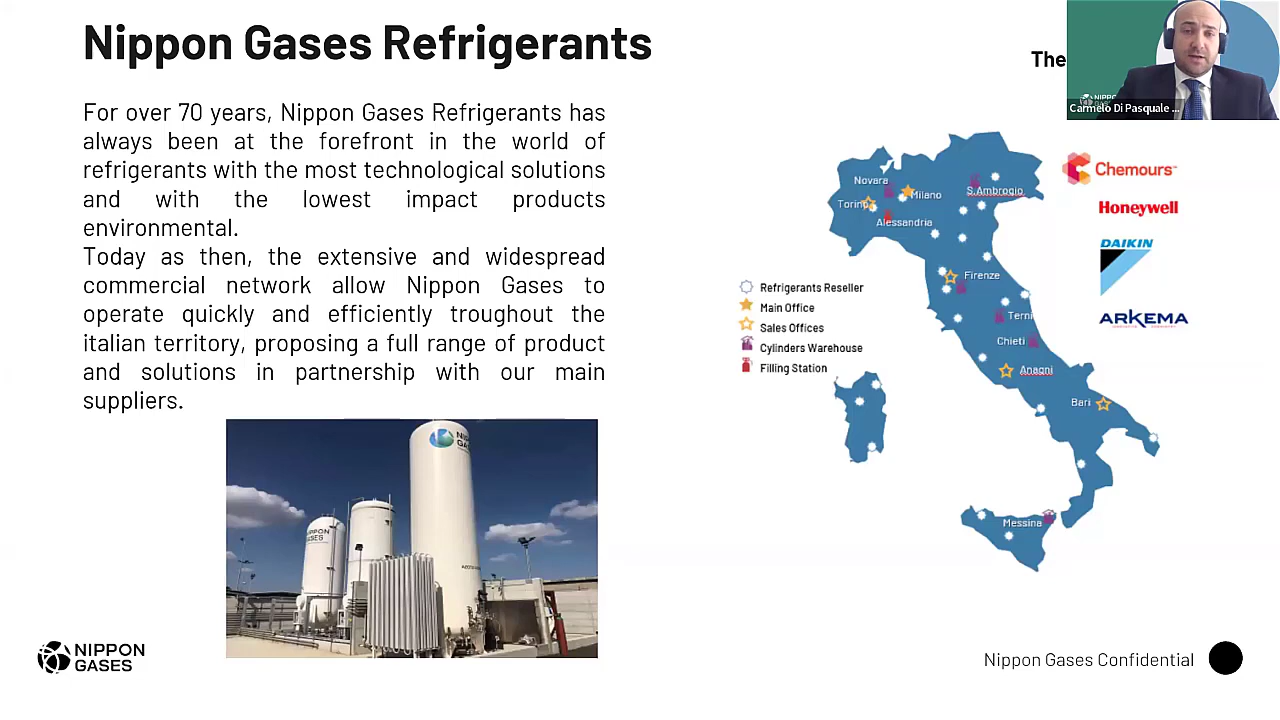 Nippon Gases Refrigerants
The
Carmelo Di Pasquale ...
For over 70 years, Nippon Gases Refrigerants has
always been at the forefront in the world of
refrigerants with the most technological solutions
and with the lowest impact products
environmental.
Today as then, the extensive and widespread
commercial network allow Nippon Gases to
operate quickly and efficiently troughout the
italian territory, proposing a full range of product
and solutions in partnership with our main
suppliers.
NIPPON
GASES
Refrigerants Reseller
Main Office
Sales Offices
Cylinders Warehouse
Filling Station
Novara
Milano
S.Ambrogio
Torino
Alessandria
Firenze
Terni
Chieti
Anagni
Bari
Messina
Chemours™
Honeywell
DAIKIN
ARKEMA
NIPPON
GASES
Nippon Gases Confidential